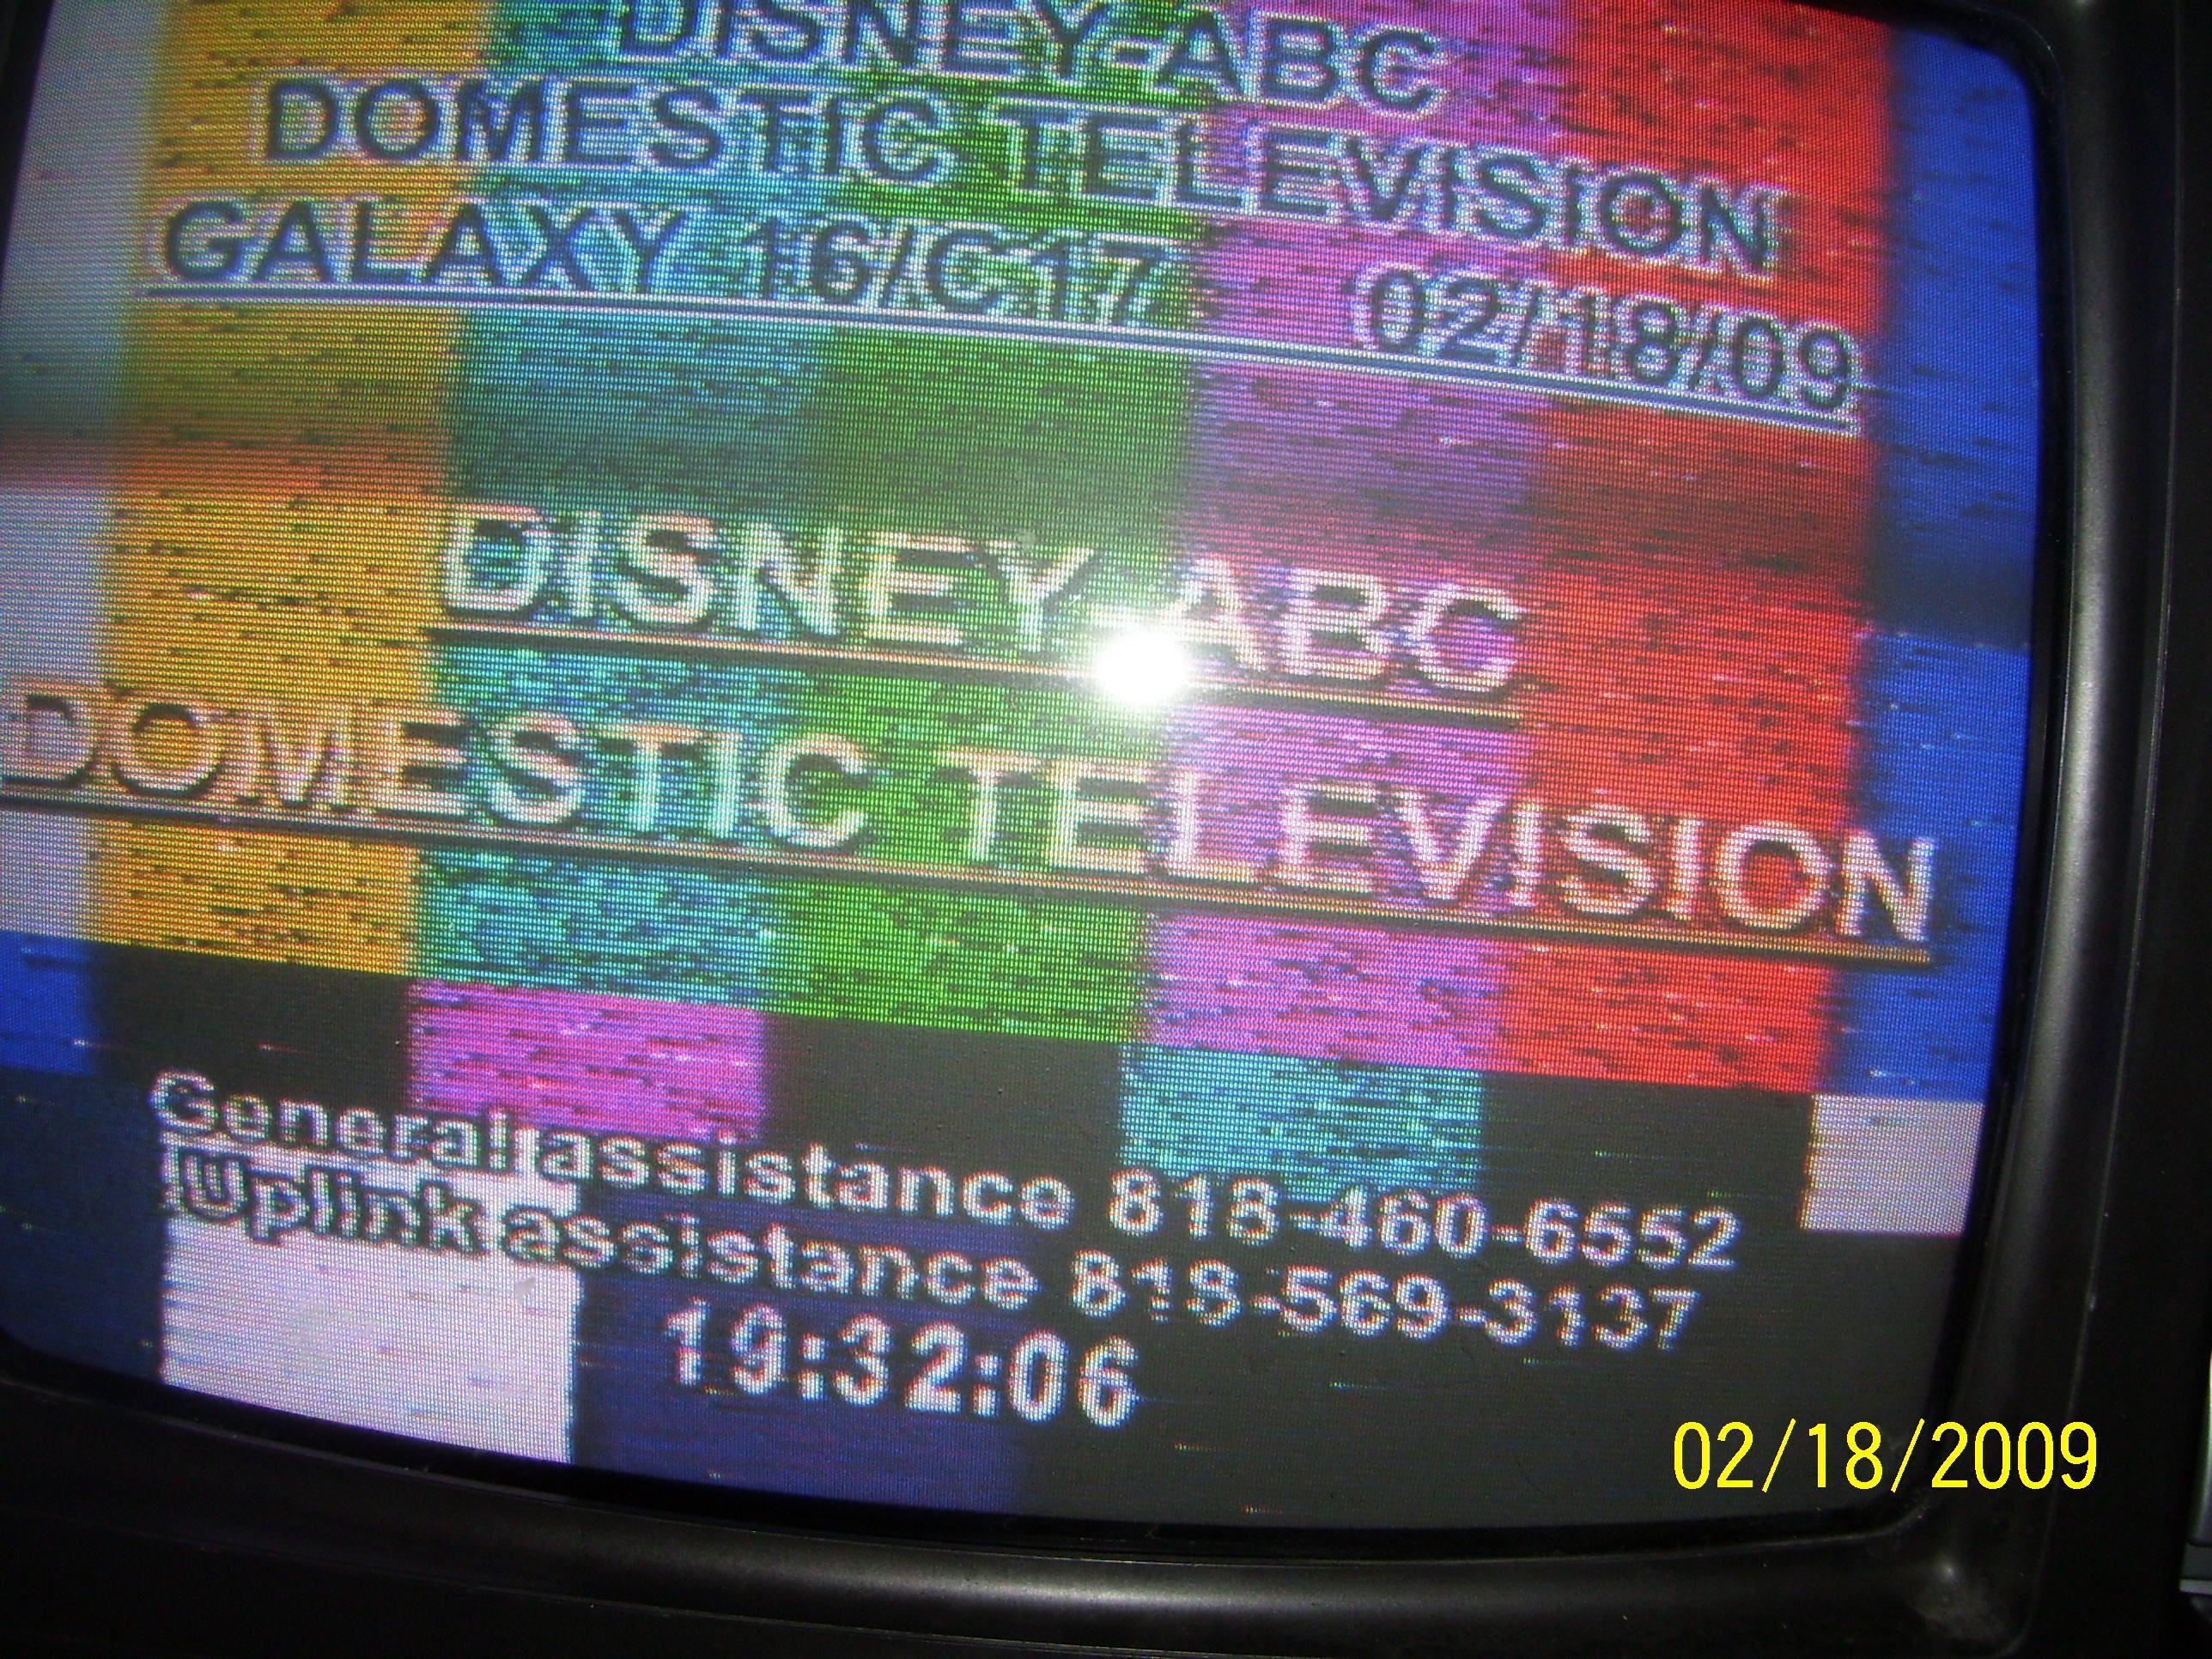 DISNEY-ABC
DOMESTIC TELEVISION
GALAXY 16/C17 02/18/09
DISNEY-ABC
DOMESTIC TELEVISION
General assistance 818-460-6552
Uplink assistance 818-569-3137
19:32:06
02/18/2009